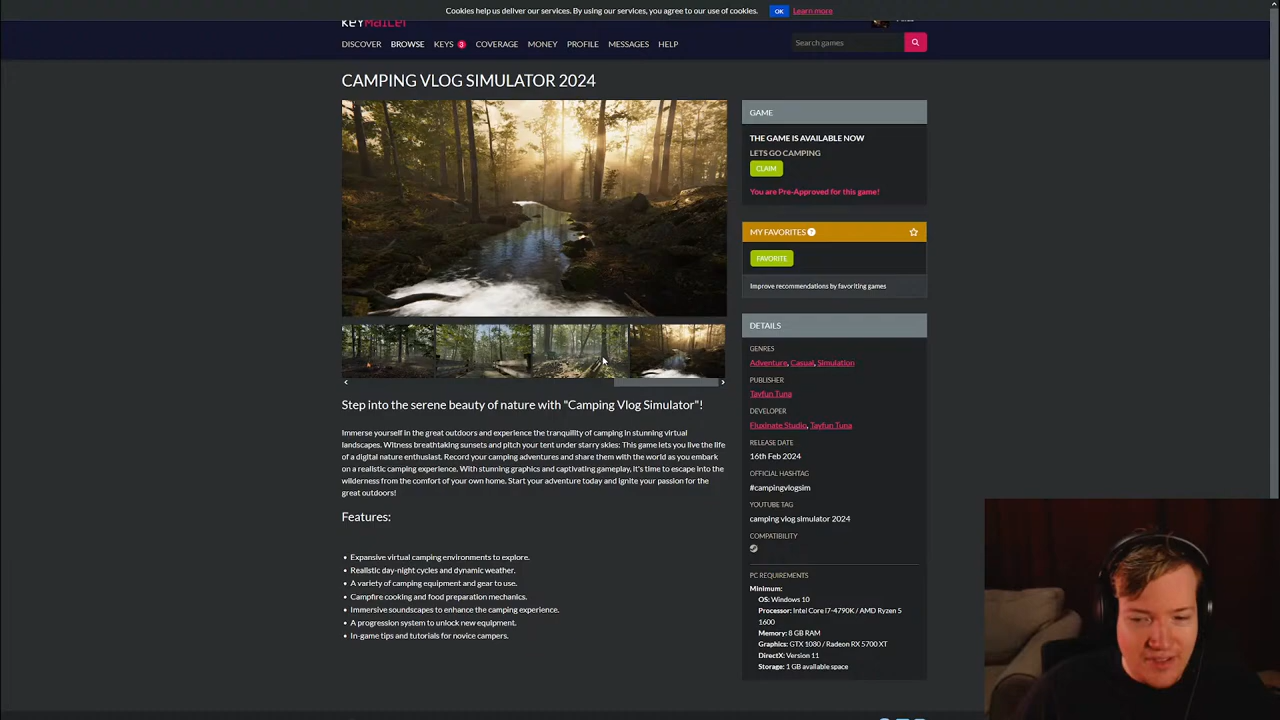 Cookies help us deliver our services. By using our services, you agree to our use of cookies. OK Learn more
KEYMAILER
DISCOVER BROWSE KEYS 3 COVERAGE MONEY PROFILE MESSAGES HELP
Search games
CAMPING VLOG SIMULATOR 2024
Step into the serene beauty of nature with "Camping Vlog Simulator"!
Immerse yourself in the great outdoors and experience the tranquility of camping in stunning virtual
landscapes. Witness breathtaking sunsets and pitch your tent under starry skies: This game lets you live the life
of a digital nature enthusiast. Record your camping adventures and share them with the world as you embark
on a realistic camping experience. With stunning graphics and captivating gameplay, it's time to escape into the
wilderness from the comfort of your own home. Start your adventure today and ignite your passion for the
great outdoors!
Features:
• Expansive virtual camping environments to explore.
• Realistic day-night cycles and dynamic weather.
• A variety of camping equipment and gear to use.
• Campfire cooking and food preparation mechanics.
• Immersive soundscapes to enhance the camping experience.
• A progression system to unlock new equipment.
• In-game tips and tutorials for novice campers.
GAME
THE GAME IS AVAILABLE NOW
LETS GO CAMPING
CLAIM
You are Pre-Approved for this game!
MY FAVORITES ?
FAVORITE
Improve recommendations by favoriting games
DETAILS
GENRES
Adventure, Casual, Simulation
PUBLISHER
Tayfun Tuna
DEVELOPER
Fluxinate Studio, Tayfun Tuna
RELEASE DATE
16th Feb 2024
OFFICIAL HASHTAG
#campingvlogsim
YOUTUBE TAG
camping vlog simulator 2024
COMPATIBILITY
PC REQUIREMENTS
Minimum:
OS: Windows 10
Processor: Intel Core i7-4790K / AMD Ryzen 5
1600
Memory: 8 GB RAM
Graphics: GTX 1080 / Radeon RX 5700 XT
DirectX: Version 11
Storage: 1 GB available space